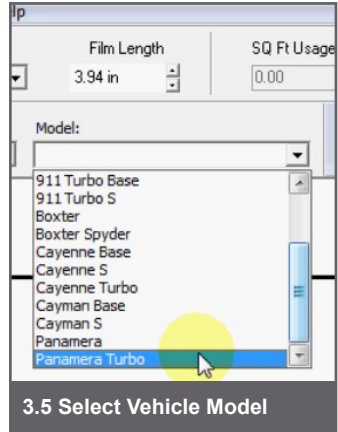 lp
Film Length
SQ Ft Usage
3.94 in
0.00
Model:
911 Turbo Base
911 Turbo S
Boxter
Boxter Spyder
Cayenne Base
Cayenne S
Cayenne Turbo
Cayman Base
Cayman S
Panamera
Panamera Turbo
3.5 Select Vehicle Model